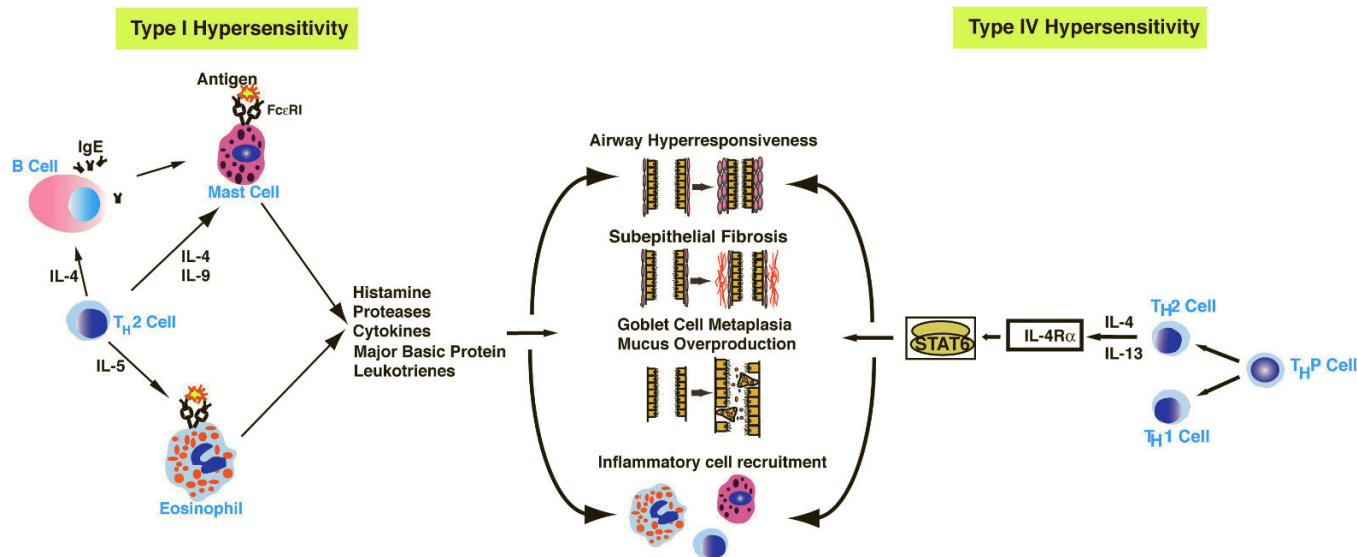 Type I Hypersensitivity
Type IV Hypersensitivity
Antigen
FcεRI
IgE
B Cell
Mast Cell
IL-4
IL-4
IL-9
TH2 Cell
IL-5
Eosinophil
Histamine
Proteases
Cytokines
Major Basic Protein
Leukotrienes
Airway Hyperresponsiveness
Subepithelial Fibrosis
Goblet Cell Metaplasia
Mucus Overproduction
Inflammatory cell recruitment
STAT6
IL-4Rα
IL-4
IL-13
TH2 Cell
THP Cell
TH1 Cell